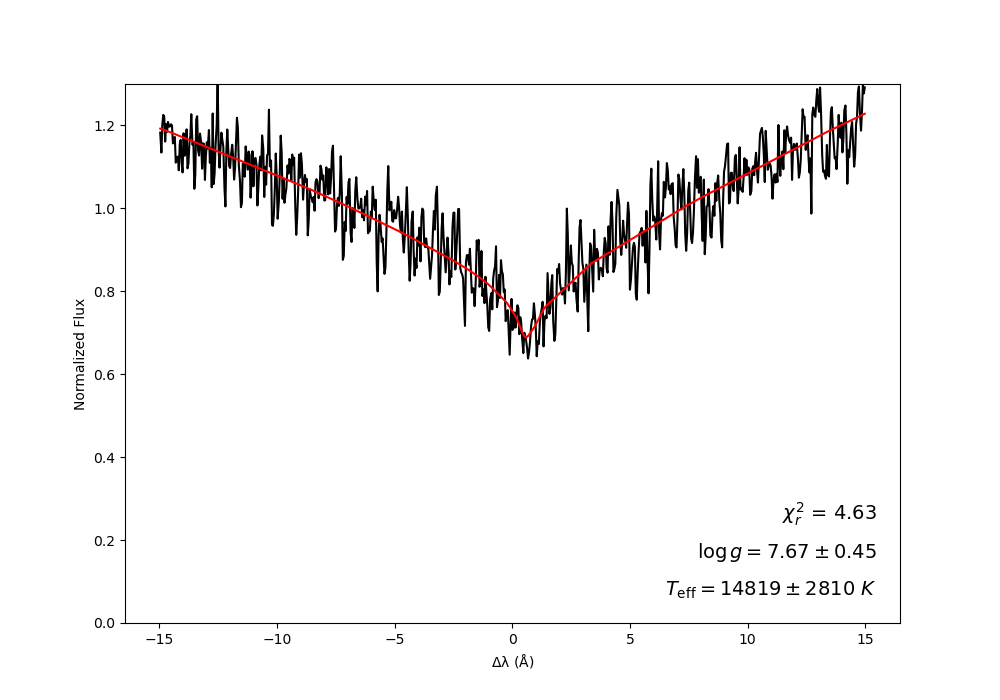 1.2
1.0
0.8
0.6
0.4
0.2
0.0
Normalized Flux
χ²ᵣ = 4.63
log g = 7.67 ± 0.45
T_eff = 14819 ± 2810 K
−15 −10 −5 0 5 10 15
Δλ (Å)